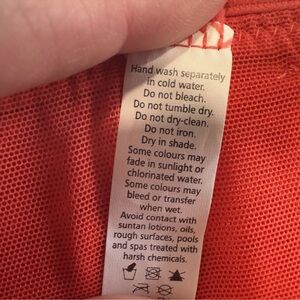 Hand wash separately
in cold water.
Do not bleach.
Do not tumble dry.
Do not dry-clean.
Do not iron.
Dry in shade.
Some colours may
fade in sunlight or
chlorinated water.
Some colours may
bleed or transfer
when wet.
Avoid contact with
suntan lotions, oils,
rough surfaces, pools
and spas treated with
harsh chemicals.